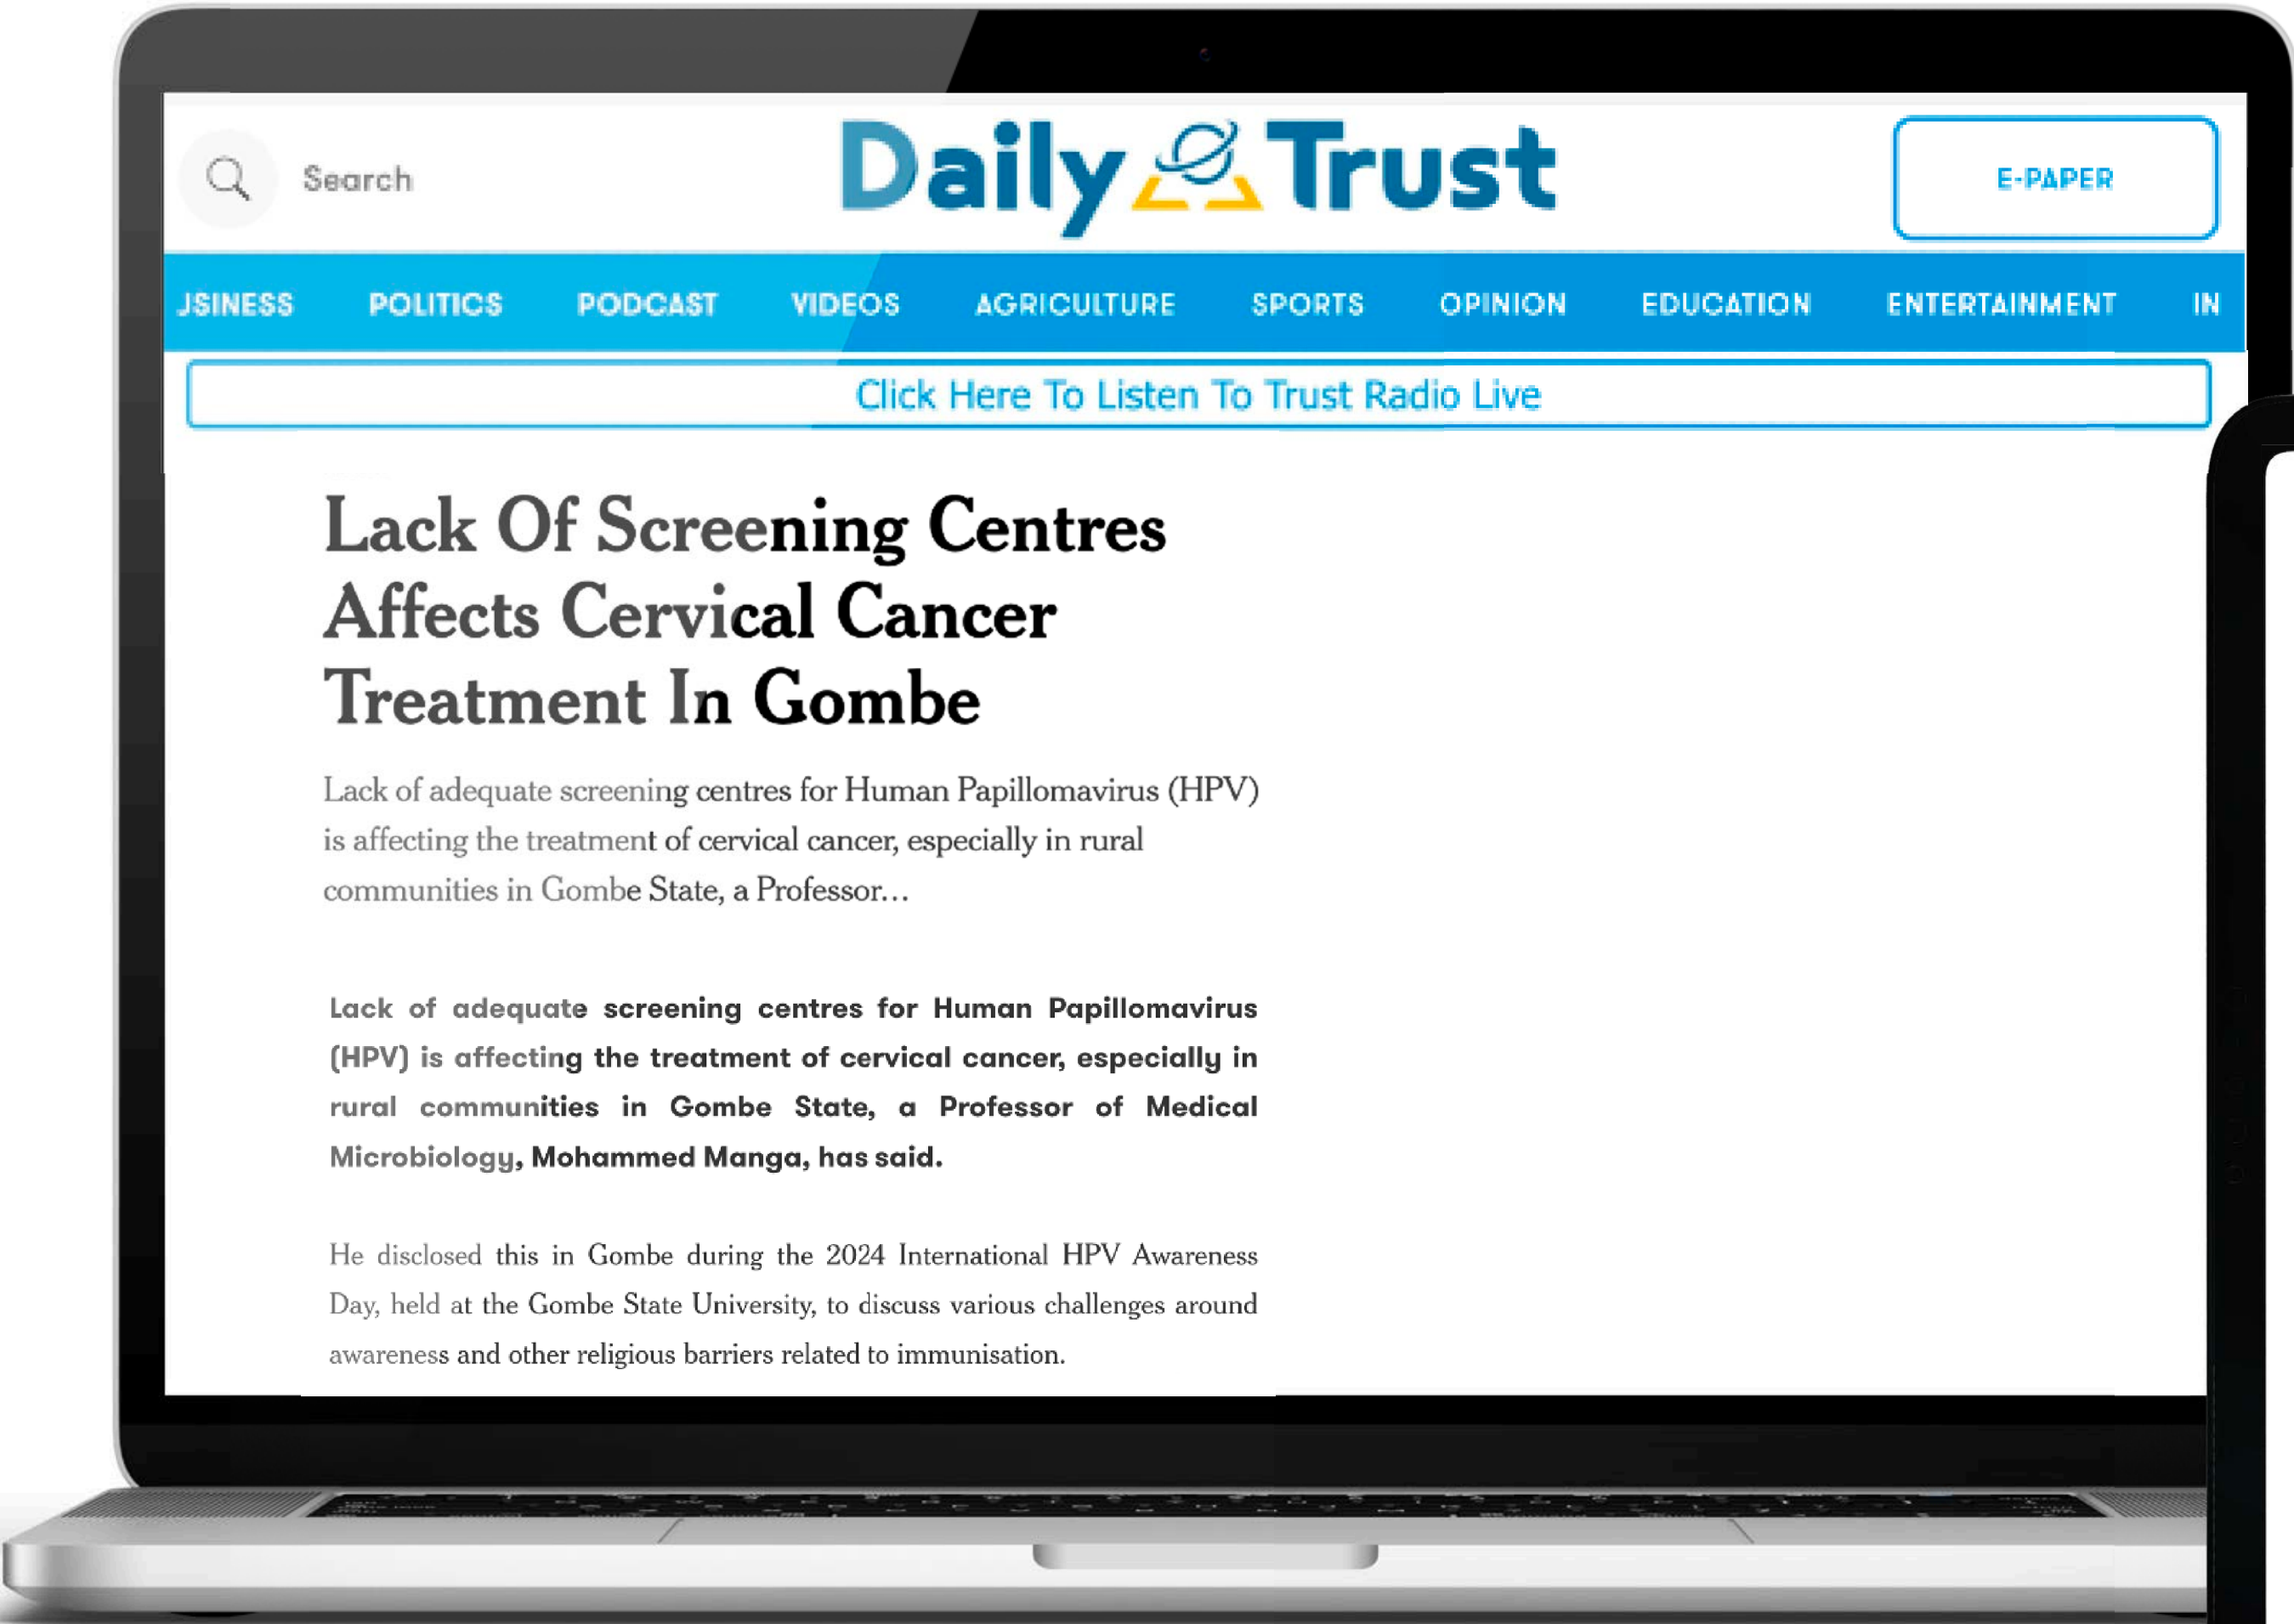 Search
Daily Trust
E-PAPER
JSINESS POLITICS PODCAST VIDEOS AGRICULTURE SPORTS OPINION EDUCATION ENTERTAINMENT IN
Click Here To Listen To Trust Radio Live
Lack Of Screening Centres
Affects Cervical Cancer
Treatment In Gombe
Lack of adequate screening centres for Human Papillomavirus (HPV)
is affecting the treatment of cervical cancer, especially in rural
communities in Gombe State, a Professor...
Lack of adequate screening centres for Human Papillomavirus
(HPV) is affecting the treatment of cervical cancer, especially in
rural communities in Gombe State, a Professor of Medical
Microbiology, Mohammed Manga, has said.
He disclosed this in Gombe during the 2024 International HPV Awareness
Day, held at the Gombe State University, to discuss various challenges around
awareness and other religious barriers related to immunisation.